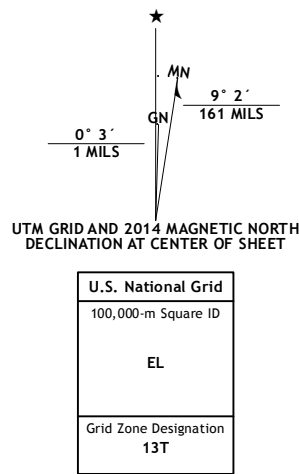 ★
MN
GN
9° 2´
161 MILS
0° 3´
1 MILS
UTM GRID AND 2014 MAGNETIC NORTH
DECLINATION AT CENTER OF SHEET
U.S. National Grid
100,000-m Square ID
EL
Grid Zone Designation
13T